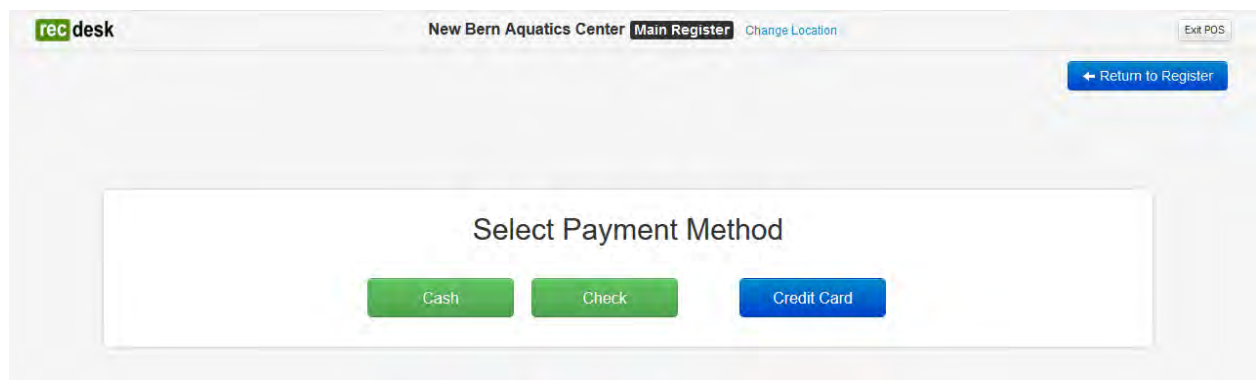 rec desk New Bern Aquatics Center Main Register Change Location Exit POS
← Return to Register
Select Payment Method
Cash Check Credit Card